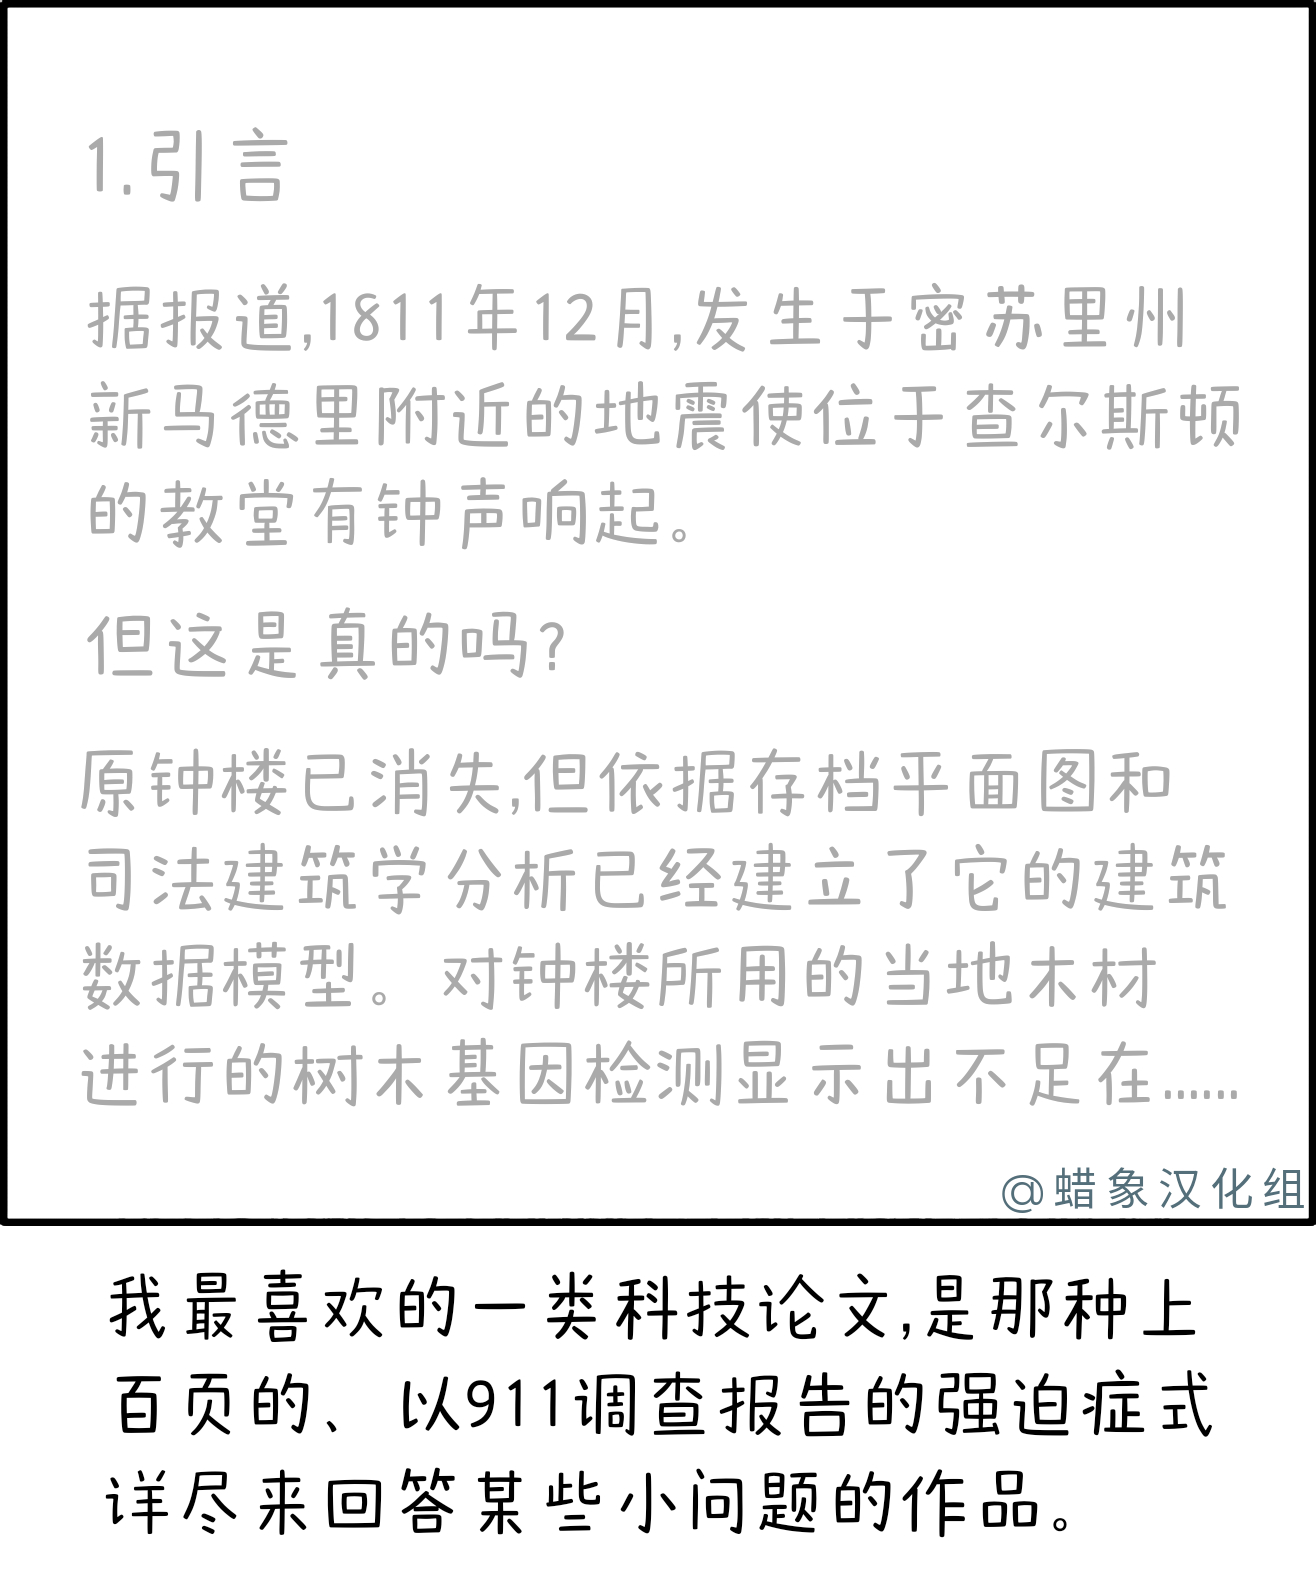 1.引言
据报道,1811年12月,发生于密苏里州
新马德里附近的地震使位于查尔斯顿
的教堂有钟声响起。
但这是真的吗?
原钟楼已消失,但依据存档平面图和
司法建筑学分析已经建立了它的建筑
数据模型。 对钟楼所用的当地木材
进行的树木基因检测显示出不足在......
@蜡象汉化组
我最喜欢的一类科技论文,是那种上
百页的、以911调查报告的强迫症式
详尽来回答某些小问题的作品。